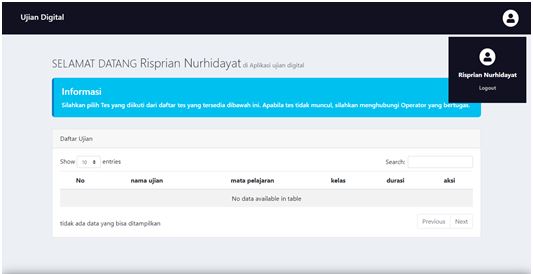 Ujian Digital
SELAMAT DATANG Risprian Nurhidayat di Aplikasi ujian digital
Risprian Nurhidayat
Logout
Informasi
Silahkan pilih Tes yang diikuti dari daftar tes yang tersedia dibawah ini. Apabila tes tidak muncul, silahkan menghubungi Operator yang bertugas.
Daftar Ujian
Show 10 entries
Search:
No nama ujian mata pelajaran kelas durasi aksi
No data available in table
tidak ada data yang bisa ditampilkan
Previous Next